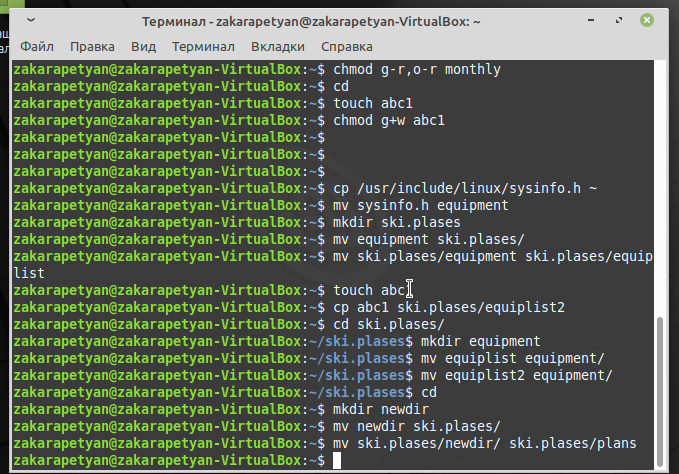 Терминал - zakarapetyan@zakarapetyan-VirtualBox: ~
Файл Правка Вид Терминал Вкладки Справка
zakarapetyan@zakarapetyan-VirtualBox:~$ chmod g-r,o-r monthly
zakarapetyan@zakarapetyan-VirtualBox:~$ cd
zakarapetyan@zakarapetyan-VirtualBox:~$ touch abc1
zakarapetyan@zakarapetyan-VirtualBox:~$ chmod g+w abc1
zakarapetyan@zakarapetyan-VirtualBox:~$
zakarapetyan@zakarapetyan-VirtualBox:~$
zakarapetyan@zakarapetyan-VirtualBox:~$
zakarapetyan@zakarapetyan-VirtualBox:~$ cp /usr/include/linux/sysinfo.h ~
zakarapetyan@zakarapetyan-VirtualBox:~$ mv sysinfo.h equipment
zakarapetyan@zakarapetyan-VirtualBox:~$ mkdir ski.plases
zakarapetyan@zakarapetyan-VirtualBox:~$ mv equipment ski.plases/
zakarapetyan@zakarapetyan-VirtualBox:~$ mv ski.plases/equipment ski.plases/equip
list
zakarapetyan@zakarapetyan-VirtualBox:~$ touch abc1
zakarapetyan@zakarapetyan-VirtualBox:~$ cp abc1 ski.plases/equiplist2
zakarapetyan@zakarapetyan-VirtualBox:~$ cd ski.plases/
zakarapetyan@zakarapetyan-VirtualBox:~/ski.plases$ mkdir equipment
zakarapetyan@zakarapetyan-VirtualBox:~/ski.plases$ mv equiplist equipment/
zakarapetyan@zakarapetyan-VirtualBox:~/ski.plases$ mv equiplist2 equipment/
zakarapetyan@zakarapetyan-VirtualBox:~/ski.plases$ cd
zakarapetyan@zakarapetyan-VirtualBox:~$ mkdir newdir
zakarapetyan@zakarapetyan-VirtualBox:~$ mv newdir ski.plases/
zakarapetyan@zakarapetyan-VirtualBox:~$ mv ski.plases/newdir/ ski.plases/plans
zakarapetyan@zakarapetyan-VirtualBox:~$